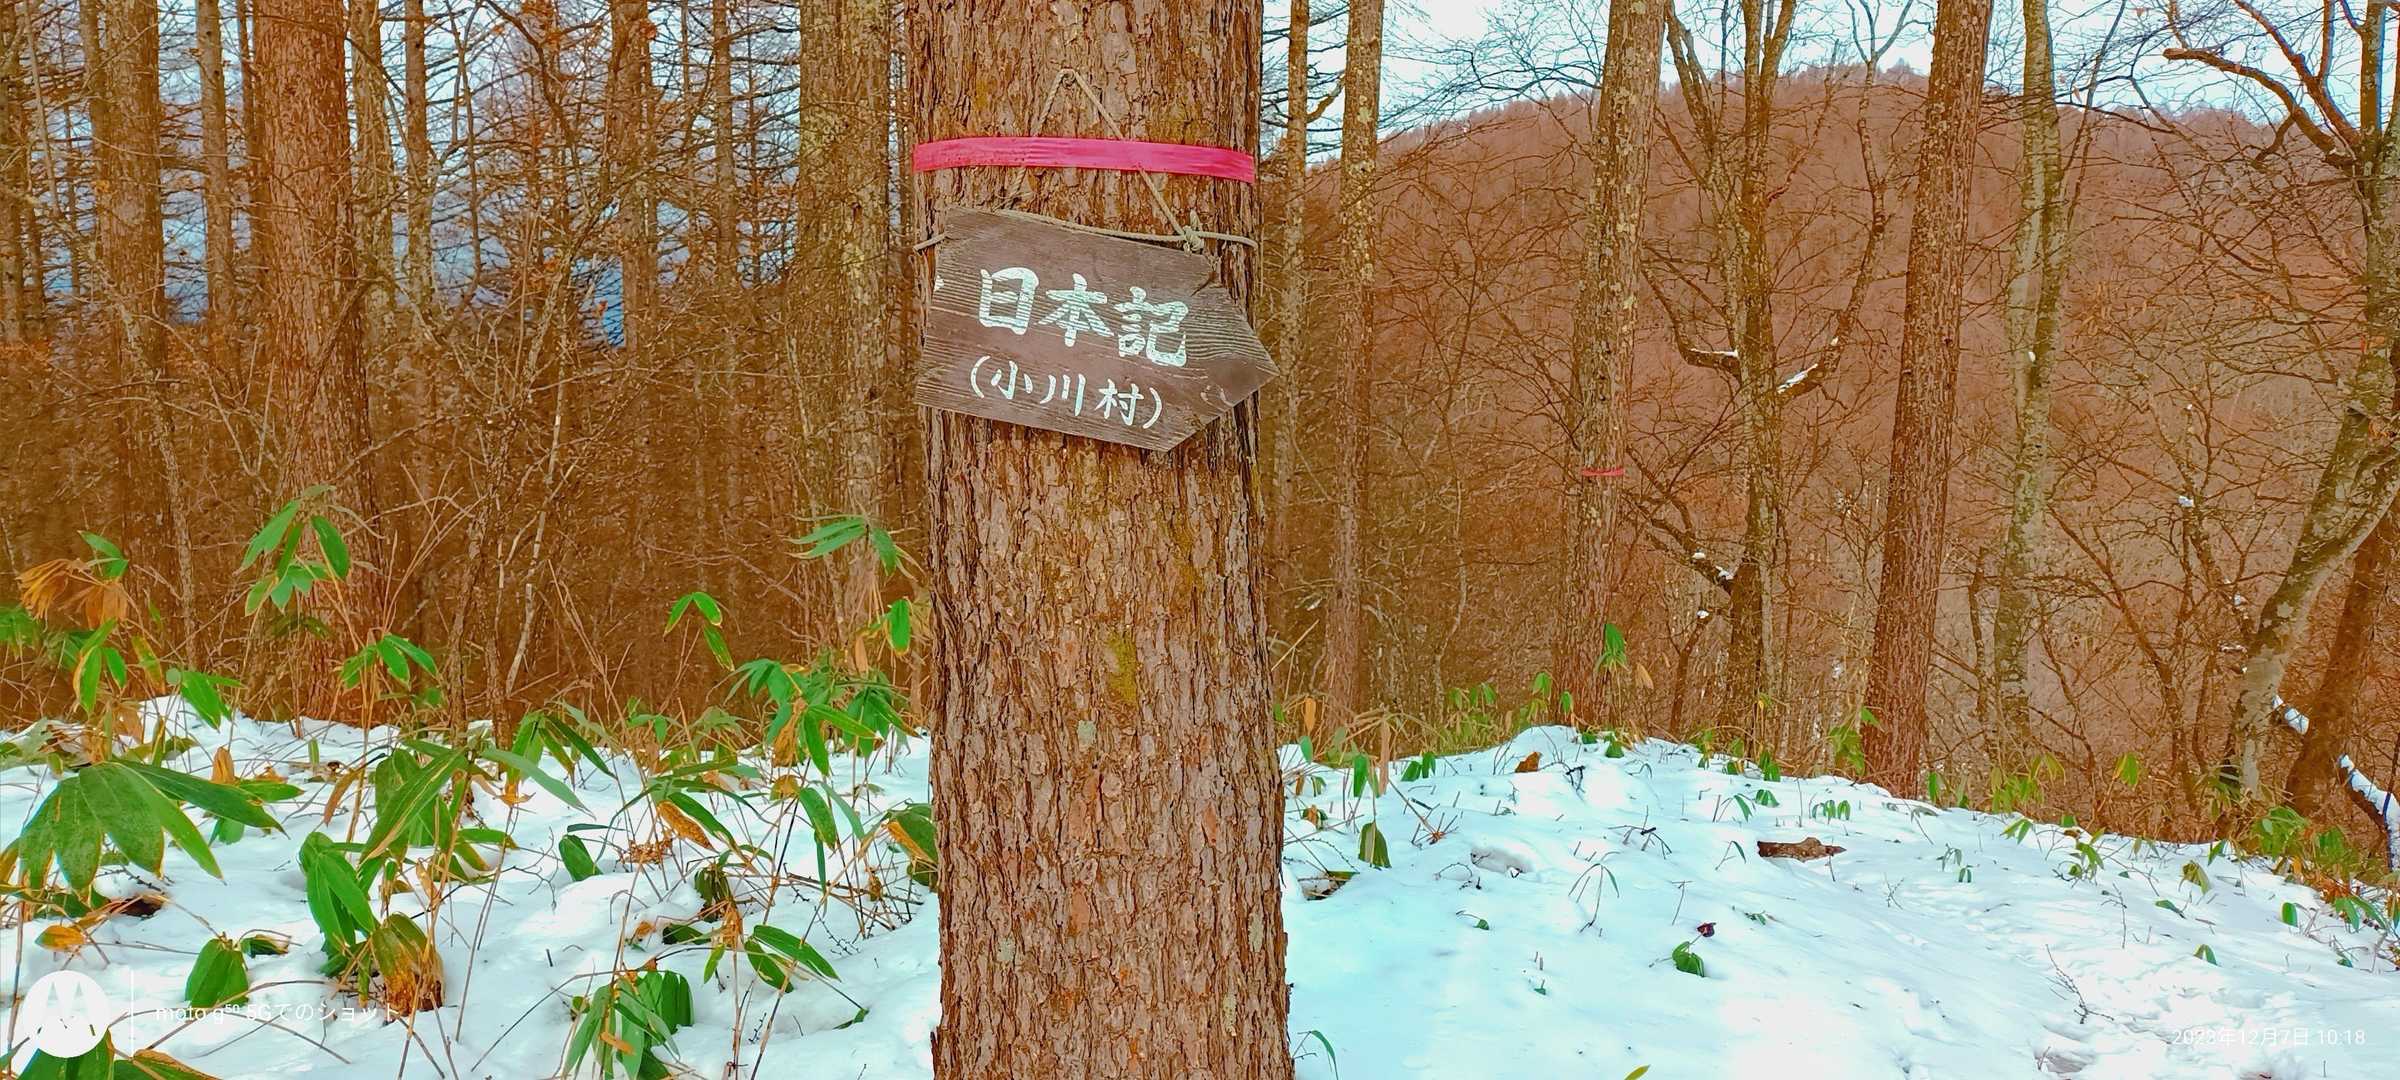 日本記
(小川村)
moto g⁵⁰ 5Gでのショット
2023年12月7日 10:18